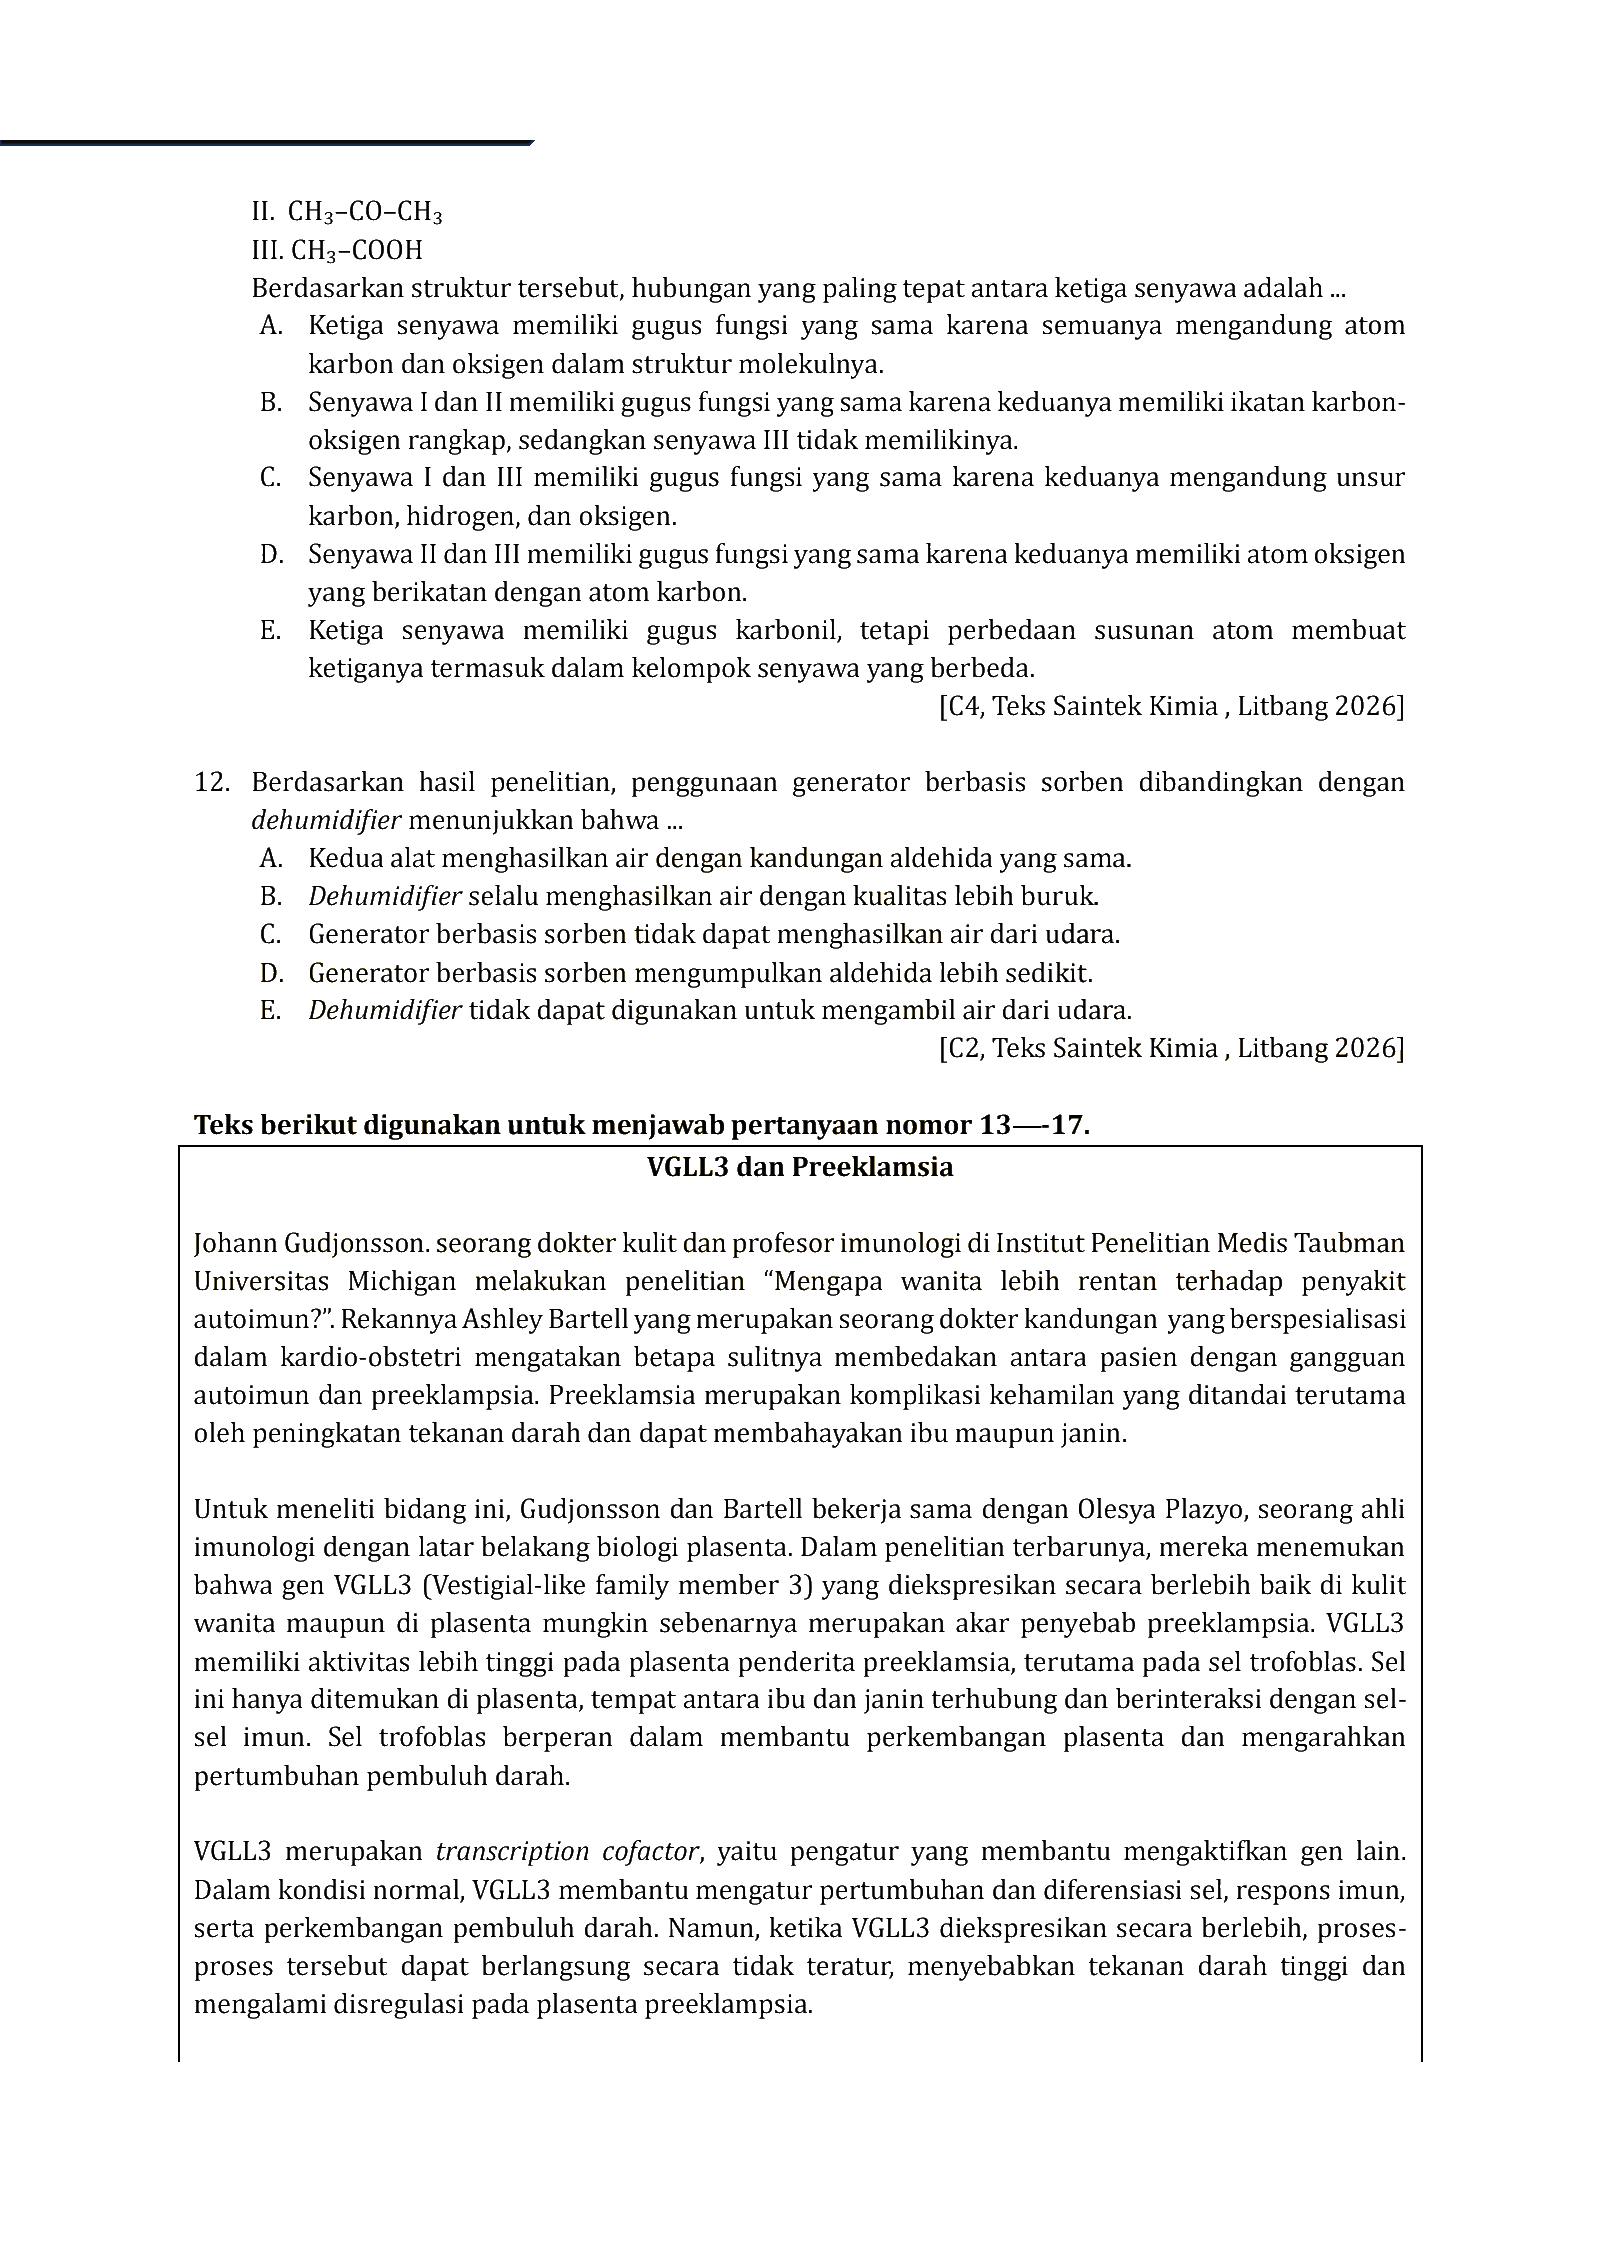 II. CH₃–CO–CH₃
III. CH₃–COOH
Berdasarkan struktur tersebut, hubungan yang paling tepat antara ketiga senyawa adalah ...
A. Ketiga senyawa memiliki gugus fungsi yang sama karena semuanya mengandung atom
karbon dan oksigen dalam struktur molekulnya.
B. Senyawa I dan II memiliki gugus fungsi yang sama karena keduanya memiliki ikatan karbon-
oksigen rangkap, sedangkan senyawa III tidak memilikinya.
C. Senyawa I dan III memiliki gugus fungsi yang sama karena keduanya mengandung unsur
karbon, hidrogen, dan oksigen.
D. Senyawa II dan III memiliki gugus fungsi yang sama karena keduanya memiliki atom oksigen
yang berikatan dengan atom karbon.
E. Ketiga senyawa memiliki gugus karbonil, tetapi perbedaan susunan atom membuat
ketiganya termasuk dalam kelompok senyawa yang berbeda.
[C4, Teks Saintek Kimia , Litbang 2026]
12. Berdasarkan hasil penelitian, penggunaan generator berbasis sorben dibandingkan dengan
dehumidifier menunjukkan bahwa ...
A. Kedua alat menghasilkan air dengan kandungan aldehida yang sama.
B. Dehumidifier selalu menghasilkan air dengan kualitas lebih buruk.
C. Generator berbasis sorben tidak dapat menghasilkan air dari udara.
D. Generator berbasis sorben mengumpulkan aldehida lebih sedikit.
E. Dehumidifier tidak dapat digunakan untuk mengambil air dari udara.
[C2, Teks Saintek Kimia , Litbang 2026]
Teks berikut digunakan untuk menjawab pertanyaan nomor 13—-17.
VGLL3 dan Preeklamsia
Johann Gudjonsson. seorang dokter kulit dan profesor imunologi di Institut Penelitian Medis Taubman
Universitas Michigan melakukan penelitian “Mengapa wanita lebih rentan terhadap penyakit
autoimun?”. Rekannya Ashley Bartell yang merupakan seorang dokter kandungan yang berspesialisasi
dalam kardio-obstetri mengatakan betapa sulitnya membedakan antara pasien dengan gangguan
autoimun dan preeklampsia. Preeklamsia merupakan komplikasi kehamilan yang ditandai terutama
oleh peningkatan tekanan darah dan dapat membahayakan ibu maupun janin.
Untuk meneliti bidang ini, Gudjonsson dan Bartell bekerja sama dengan Olesya Plazyo, seorang ahli
imunologi dengan latar belakang biologi plasenta. Dalam penelitian terbarunya, mereka menemukan
bahwa gen VGLL3 (Vestigial-like family member 3) yang diekspresikan secara berlebih baik di kulit
wanita maupun di plasenta mungkin sebenarnya merupakan akar penyebab preeklampsia. VGLL3
memiliki aktivitas lebih tinggi pada plasenta penderita preeklamsia, terutama pada sel trofoblas. Sel
ini hanya ditemukan di plasenta, tempat antara ibu dan janin terhubung dan berinteraksi dengan sel-
sel imun. Sel trofoblas berperan dalam membantu perkembangan plasenta dan mengarahkan
pertumbuhan pembuluh darah.
VGLL3 merupakan transcription cofactor, yaitu pengatur yang membantu mengaktifkan gen lain.
Dalam kondisi normal, VGLL3 membantu mengatur pertumbuhan dan diferensiasi sel, respons imun,
serta perkembangan pembuluh darah. Namun, ketika VGLL3 diekspresikan secara berlebih, proses-
proses tersebut dapat berlangsung secara tidak teratur, menyebabkan tekanan darah tinggi dan
mengalami disregulasi pada plasenta preeklampsia.